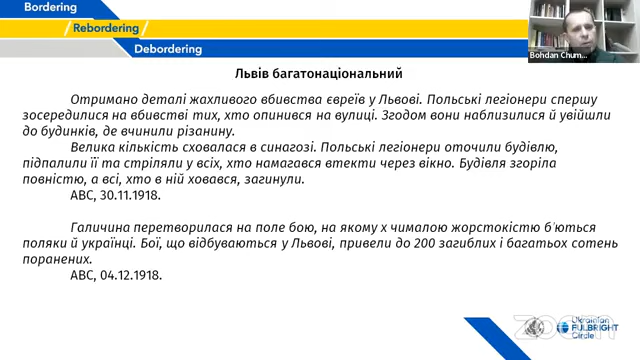 Bordering
Rebordering
Debordering
Bohdan Chum...
Львів багатонаціональний
Отримано деталі жахливого вбивства євреїв у Львові. Польські легіонери спершу
зосередилися на вбивстві тих, хто опинився на вулиці. Згодом вони наблизилися й увійшли
до будинків, де вчинили різанину.
Велика кількість сховалася в синагозі. Польські легіонери оточили будівлю,
підпалили її та стріляли у всіх, хто намагався втекти через вікно. Будівля згоріла
повністю, а всі, хто в ній ховався, загинули.
ABC, 30.11.1918.
Галичина перетворилася на поле бою, на якому х чималою жорстокістю б'ються
поляки й українці. Бої, що відбуваються у Львові, привели до 200 загиблих і багатьох сотень
поранених.
ABC, 04.12.1918.
zoom
Ukrainian
FULBRIGHT
Circle